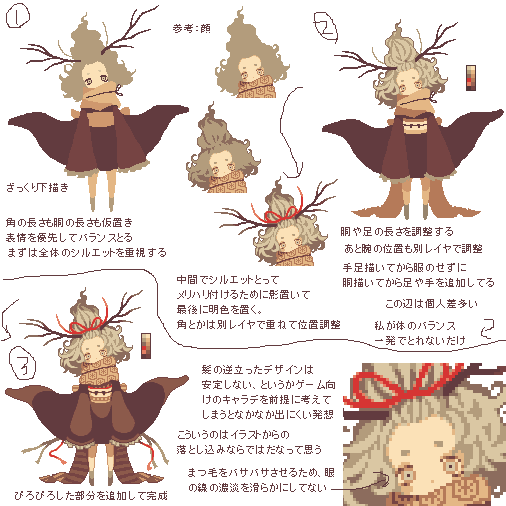 ①
参考:顔
ざっくり下描き
角の長さも胴の長さも仮置き
表情を優先してバランスとる
まずは全体のシルエットを重視する
中間でシルエットとって
メリハリ付けるために影置いて
最後に明色を置く。
角とかは別レイヤで重ねて位置調整
②
胴や足の長さを調整する
あと腕の位置も別レイヤで調整
手足描いてから服のせずに
胴描いてから足や手を追加してる
この辺は個人差多い
私が体のバランス
一発でとれないだけ
③
ぴろぴろした部分を追加して完成
髪の逆立ったデザインは
安定しない、というかゲーム向
けのキャラデを前提に考えて
しまうとなかなか出にくい発想
こういうのはイラストからの
落とし込みならではだなって思う
まつ毛をバサバサさせるため、眼
の線の濃淡を滑らかにしてない